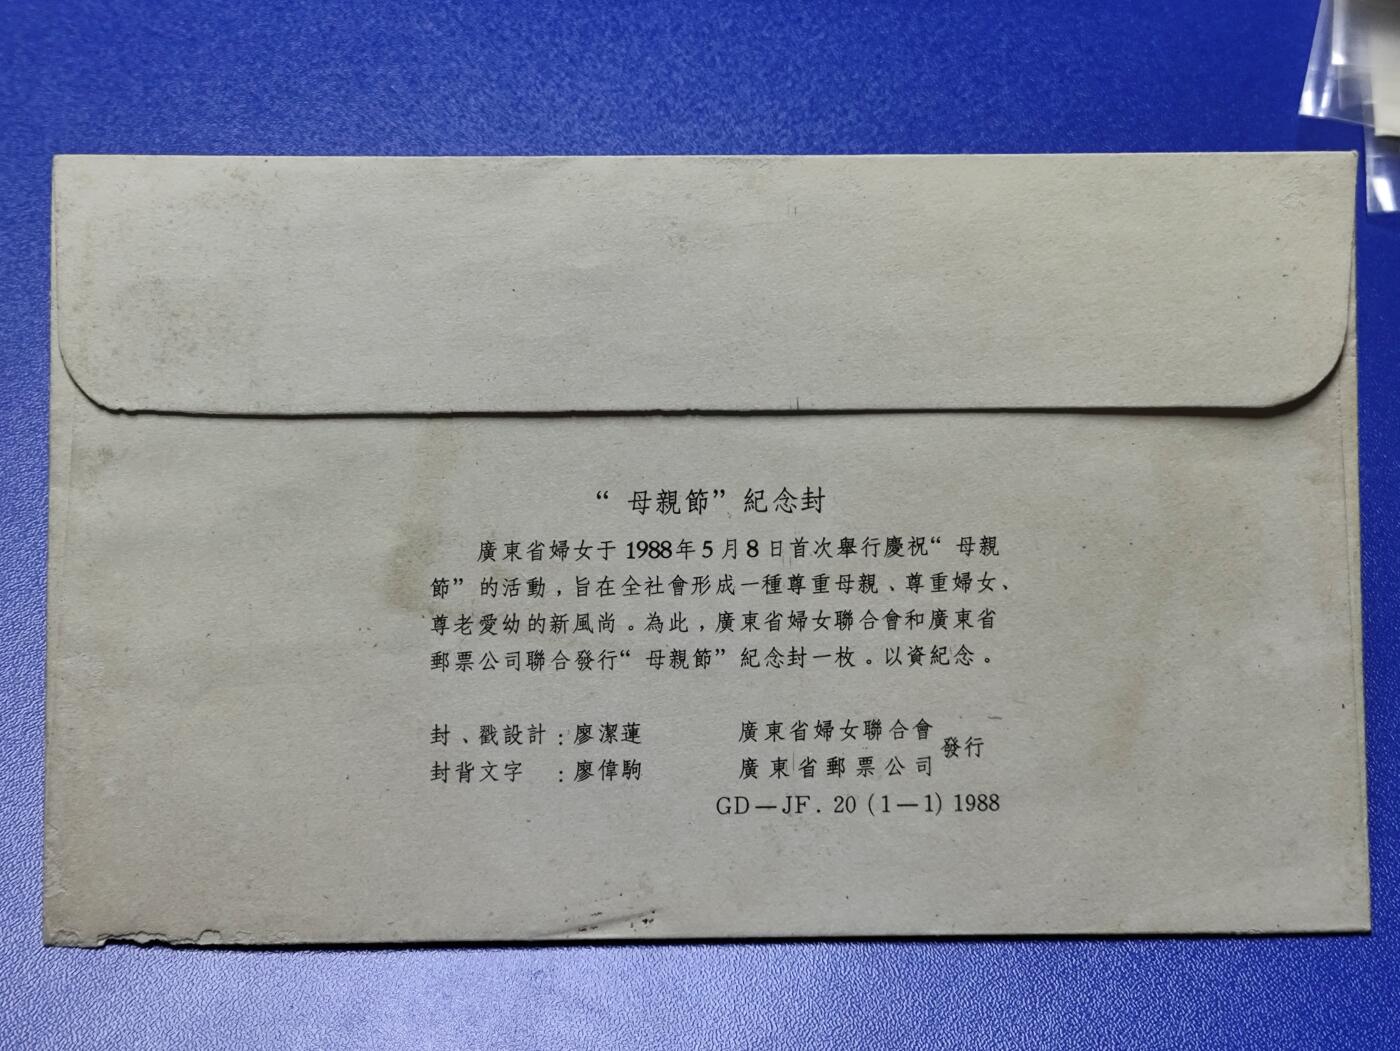 “母親節”紀念封
廣東省婦女于1988年5月8日首次舉行慶祝“母親
節”的活動，旨在全社會形成一種尊重母親、尊重婦女、
尊老愛幼的新風尚。為此，廣東省婦女聯合會和廣東省
郵票公司聯合發行“母親節”紀念封一枚。以資紀念。
封、戳設計：廖潔蓮
封背文字：廖偉駒
廣東省婦女聯合會
廣東省郵票公司
發行
GD—JF. 20 (1—1) 1988